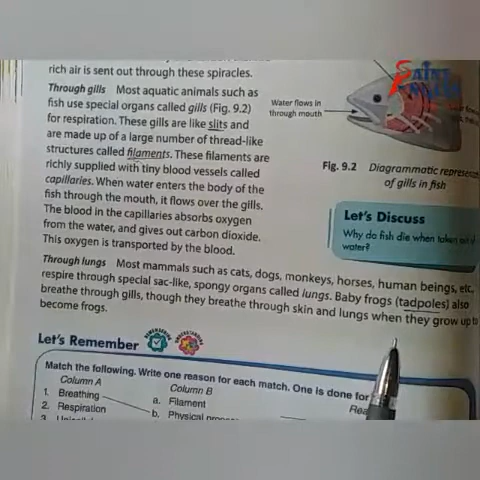 rich air is sent out through these spiracles.
Through gills Most aquatic animals such as
fish use special organs called gills (Fig. 9.2)
for respiration. These gills are like slits and
are made up of a large number of thread-like
structures called filaments. These filaments are
richly supplied with tiny blood vessels called
capillaries. When water enters the body of the
fish through the mouth, it flows over the gills.
The blood in the capillaries absorbs oxygen
from the water, and gives out carbon dioxide.
This oxygen is transported by the blood.
Water flows in
through mouth
Fig. 9.2 Diagrammatic
of gills in fish
Let's Discuss
Why do fish die when taken out
water?
Through lungs Most mammals such as cats, dogs, monkeys, horses, human beings, etc,
respire through special sac-like, spongy organs called lungs. Baby frogs (tadpoles) also
breathe through gills, though they breathe through skin and lungs when they grow up to
become frogs.
Let's Remember
REMEMBERING
UNDERSTANDING
Match the following. Write one reason for each match. One is done for
Column A
Column B
1. Breathing
a. Filament
2. Respiration
b. Physical
3.